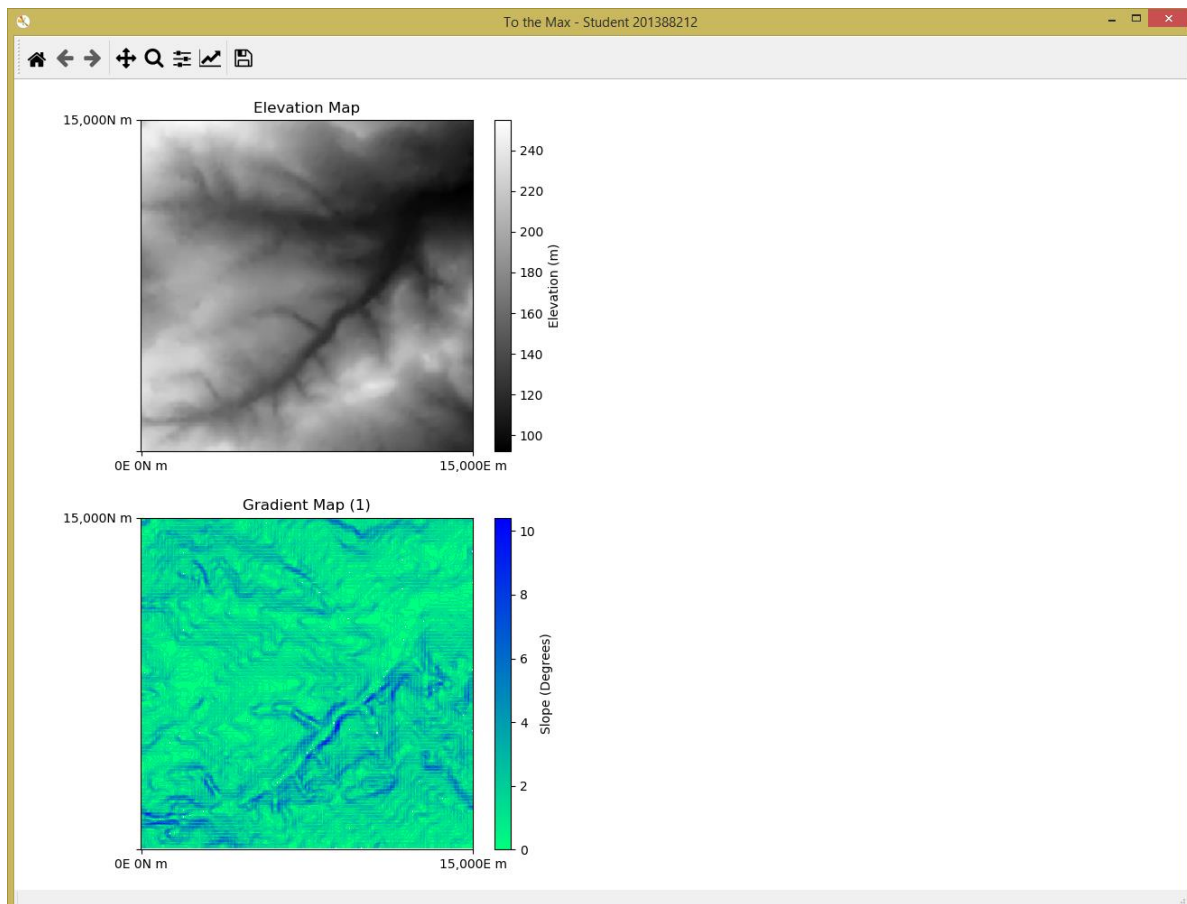 To the Max - Student 201388212
Elevation Map
15,000N m
240
220
200
180
160
140
120
100
Elevation (m)
0E 0N m
15,000E m
Gradient Map (1)
15,000N m
10
8
6
4
2
0
Slope (Degrees)
0E 0N m
15,000E m